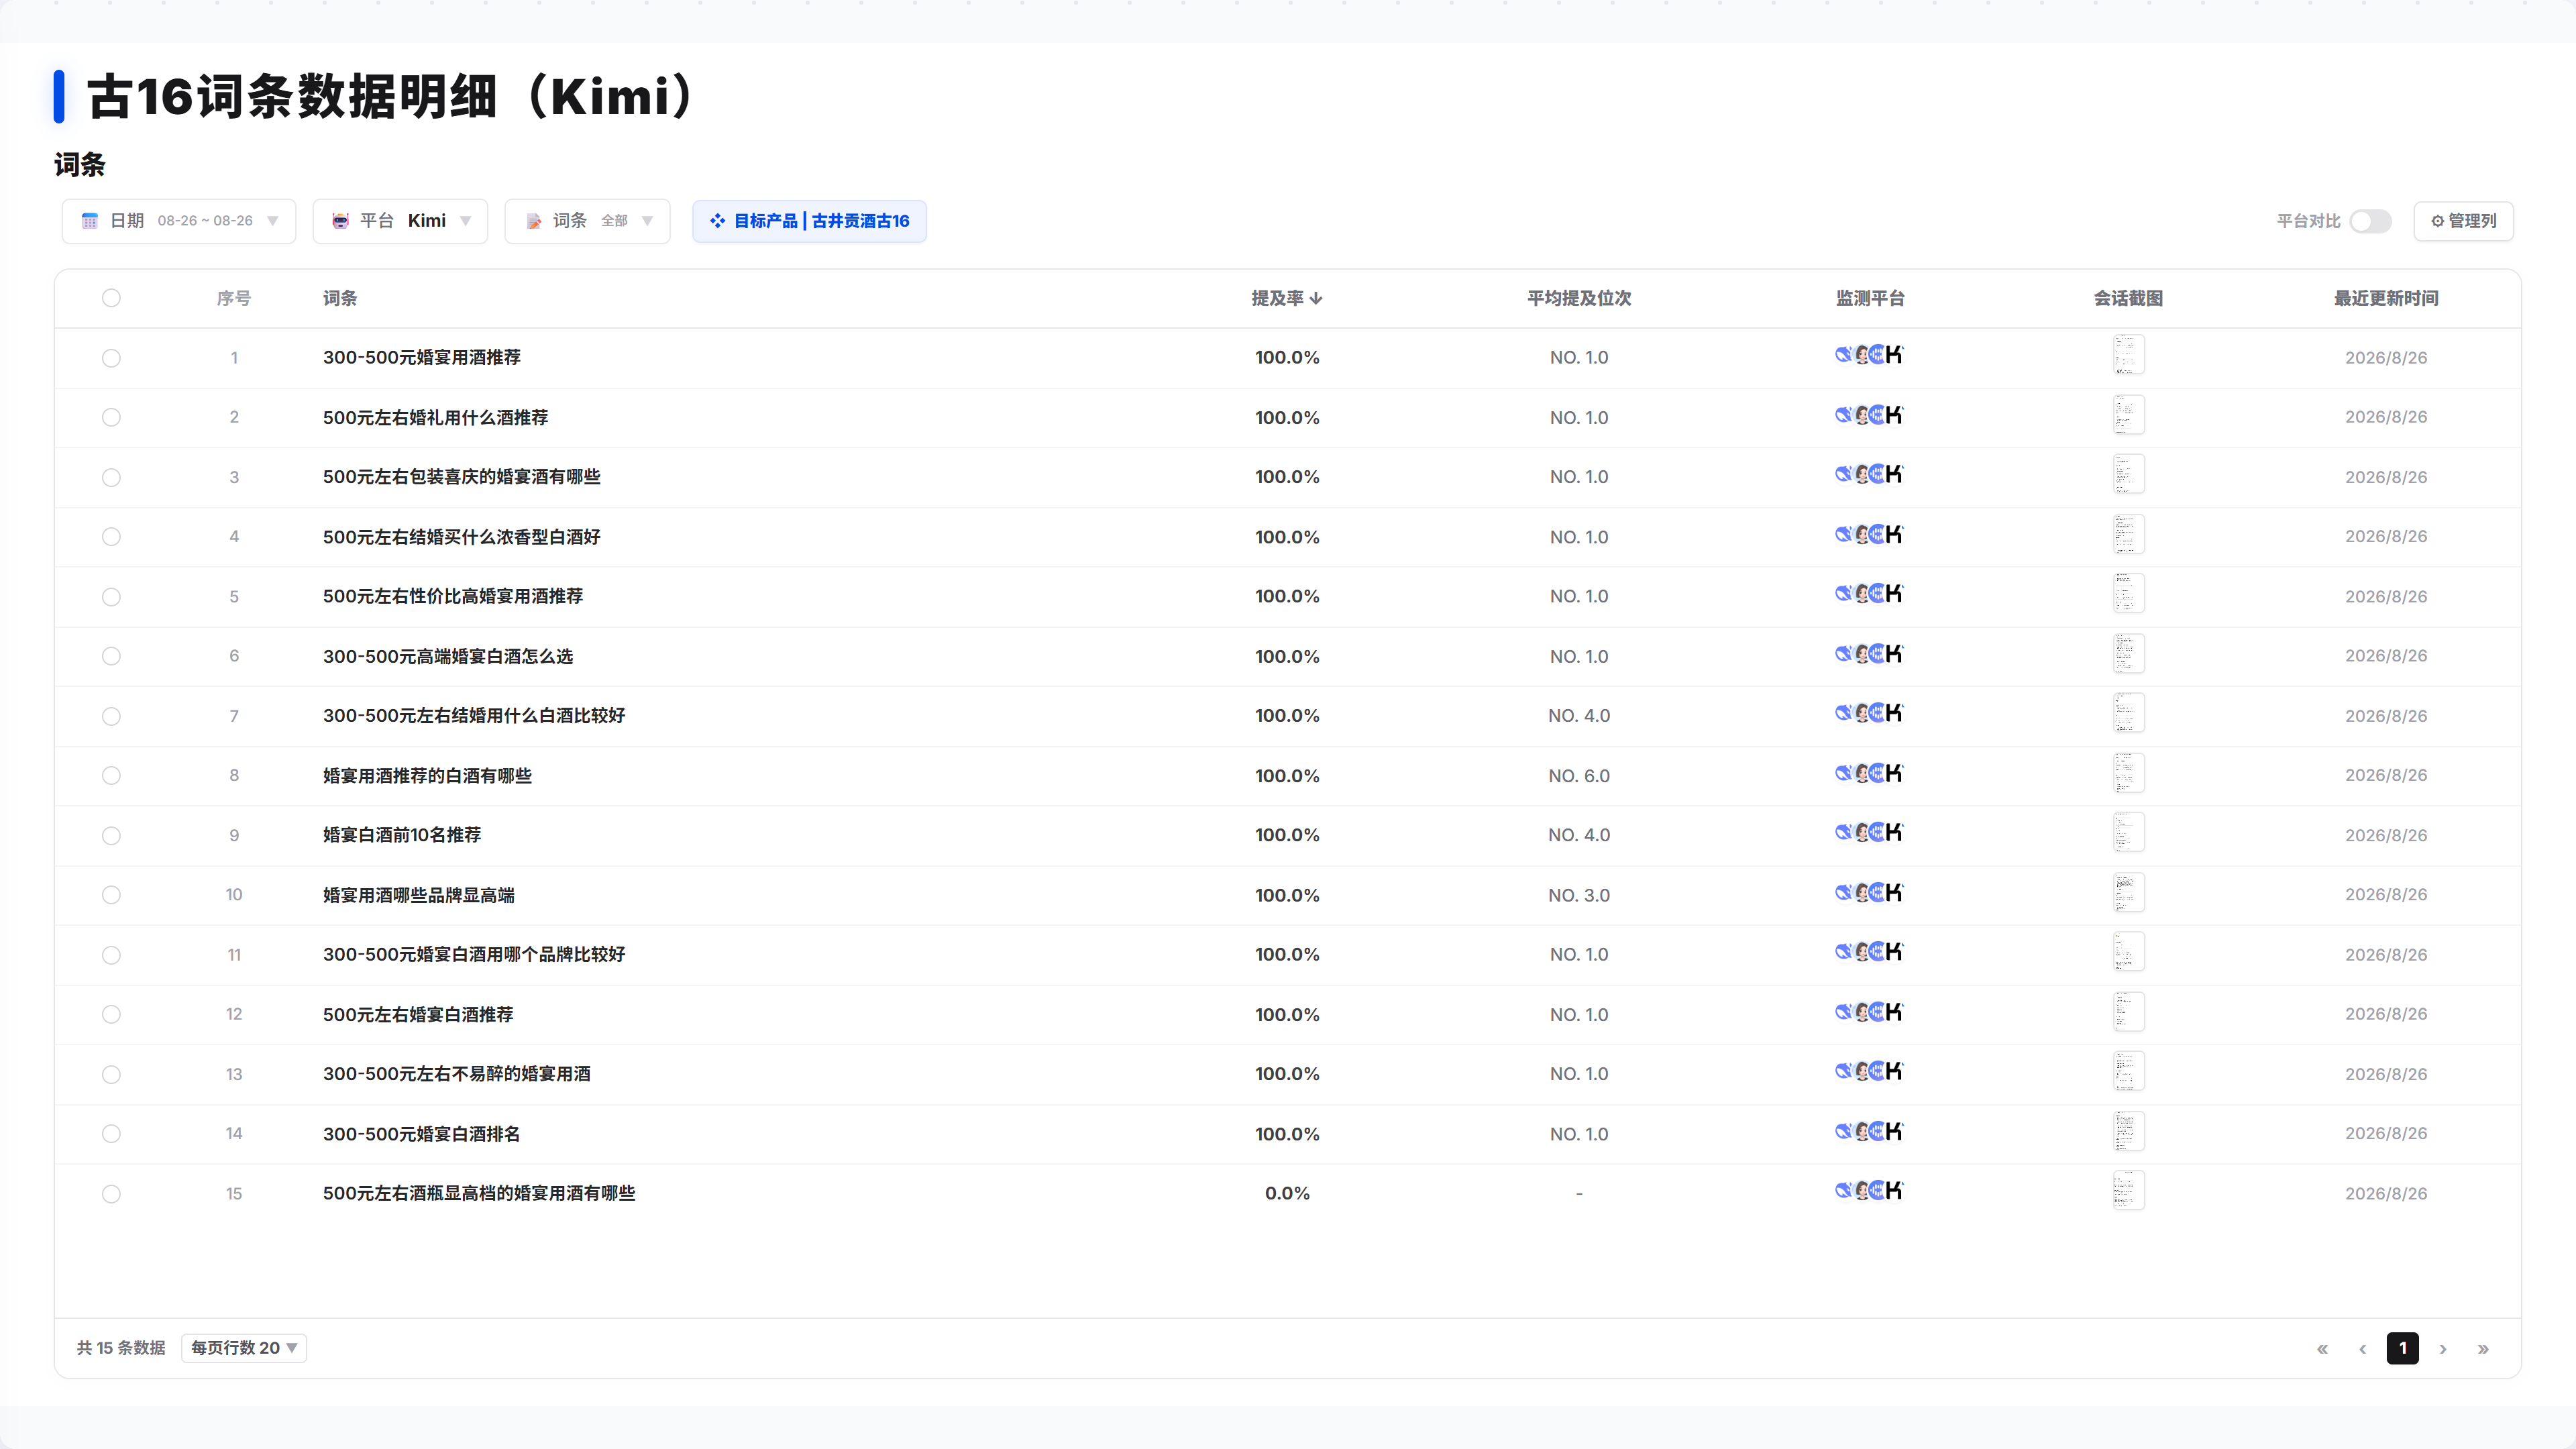 古16词条数据明细（Kimi）
词条
日期 08-26 ~ 08-26 ▼ 平台 Kimi ▼ 词条 全部 ▼ 目标产品 | 古井贡酒古16 平台对比 管理列
序号 词条 提及率 ↓ 平均提及位次 监测平台 会话截图 最近更新时间
1 300-500元婚宴用酒推荐 100.0% NO. 1.0 2026/8/26
2 500元左右婚礼用什么酒推荐 100.0% NO. 1.0 2026/8/26
3 500元左右包装喜庆的婚宴酒有哪些 100.0% NO. 1.0 2026/8/26
4 500元左右结婚买什么浓香型白酒好 100.0% NO. 1.0 2026/8/26
5 500元左右性价比高婚宴用酒推荐 100.0% NO. 1.0 2026/8/26
6 300-500元高端婚宴白酒怎么选 100.0% NO. 1.0 2026/8/26
7 300-500元左右结婚用什么白酒比较好 100.0% NO. 4.0 2026/8/26
8 婚宴用酒推荐的白酒有哪些 100.0% NO. 6.0 2026/8/26
9 婚宴白酒前10名推荐 100.0% NO. 4.0 2026/8/26
10 婚宴用酒哪些品牌显高端 100.0% NO. 3.0 2026/8/26
11 300-500元婚宴白酒用哪个品牌比较好 100.0% NO. 1.0 2026/8/26
12 500元左右婚宴白酒推荐 100.0% NO. 1.0 2026/8/26
13 300-500元左右不易醉的婚宴用酒 100.0% NO. 1.0 2026/8/26
14 300-500元婚宴白酒排名 100.0% NO. 1.0 2026/8/26
15 500元左右酒瓶显高档的婚宴用酒有哪些 0.0% - 2026/8/26
共 15 条数据 每页行数 20 ▼ « ‹ 1 › »